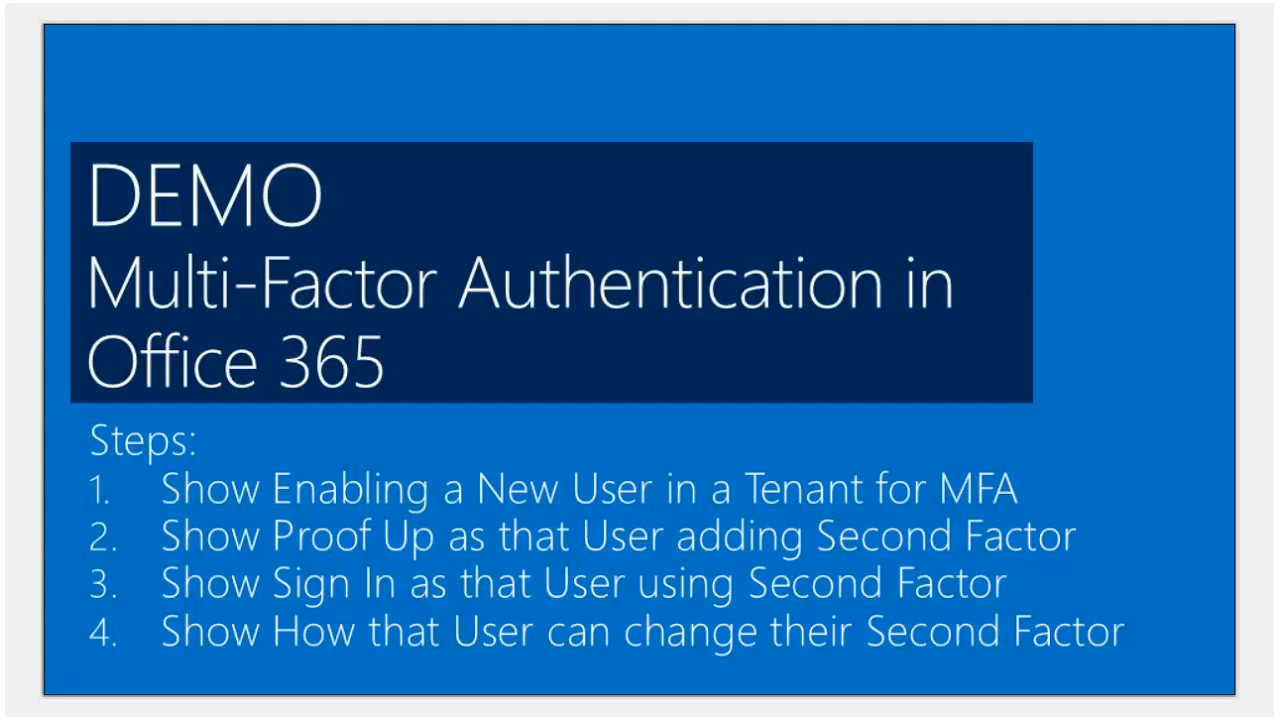 DEMO
Multi-Factor Authentication in
Office 365
Steps:
1. Show Enabling a New User in a Tenant for MFA
2. Show Proof Up as that User adding Second Factor
3. Show Sign In as that User using Second Factor
4. Show How that User can change their Second Factor